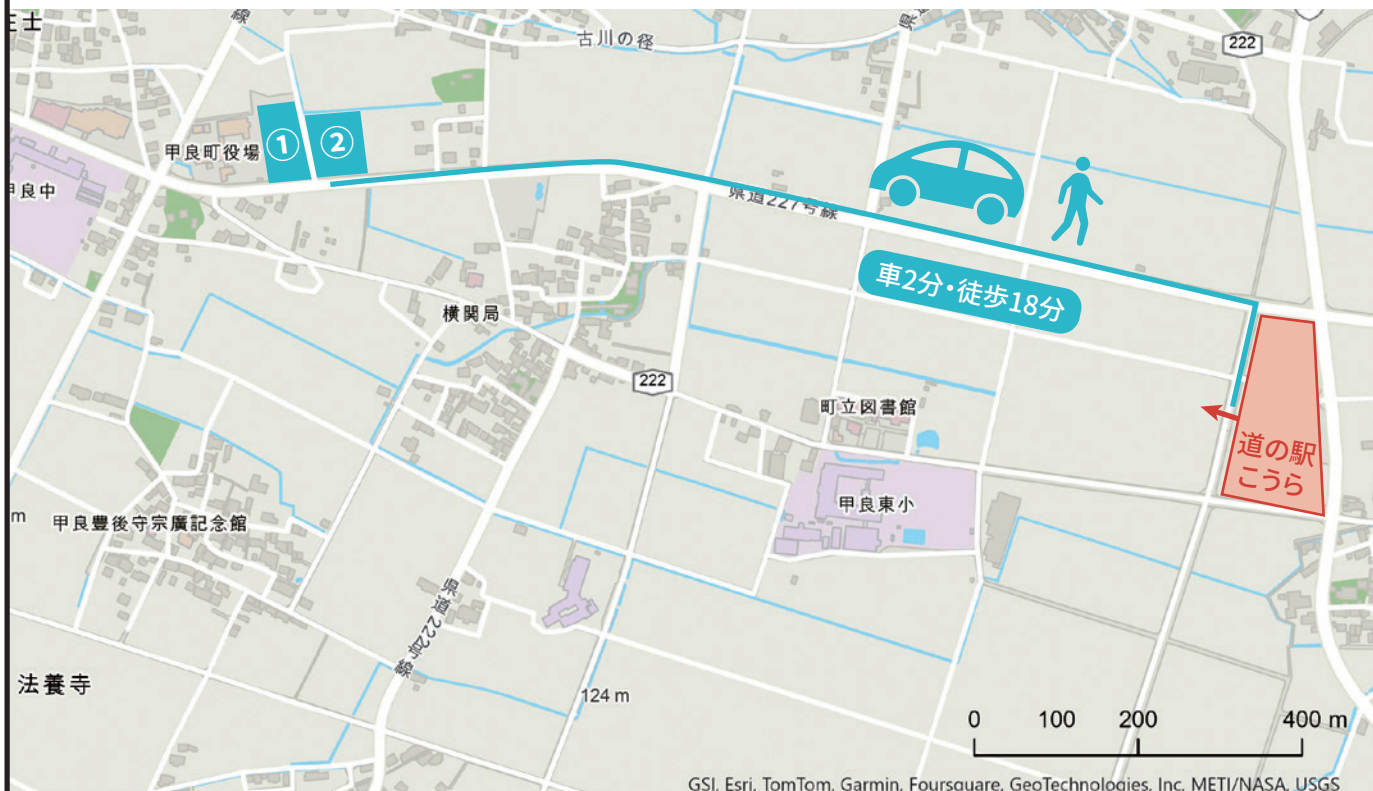 古川の径
222
①
②
甲良町役場
県道227号線
車2分・徒歩18分
横関局
222
町立図書館
道の駅
こうら
甲良東小
甲良豊後守宗廣記念館
県道222号線
法養寺
124 m
0 100 200 400 m
GSI, Esri, TomTom, Garmin, Foursquare, GeoTechnologies, Inc, METI/NASA, USGS